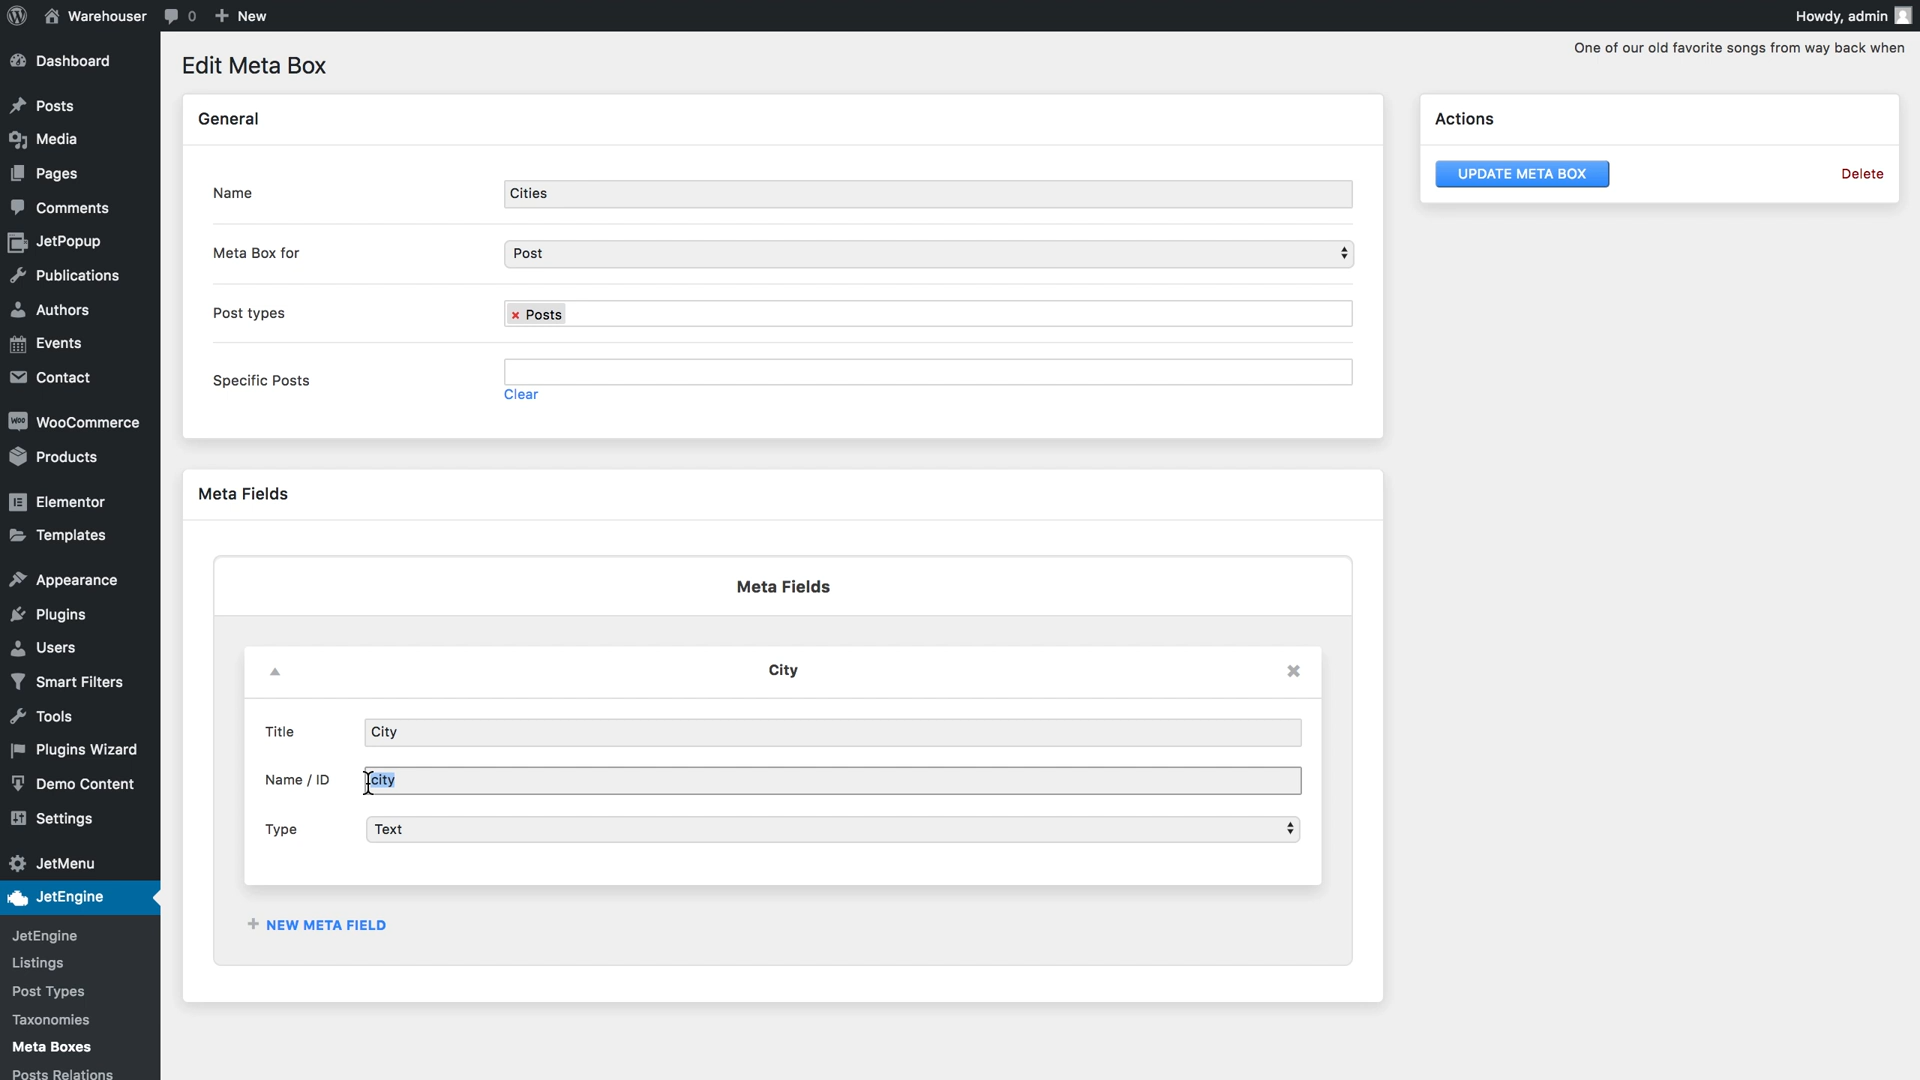 Warehouser 0 New Howdy, admin
One of our old favorite songs from way back when
Dashboard
Posts
Media
Pages
Comments
JetPopup
Publications
Authors
Events
Contact
WooCommerce
Products
Elementor
Templates
Appearance
Plugins
Users
Smart Filters
Tools
Plugins Wizard
Demo Content
Settings
JetMenu
JetEngine
JetEngine
Listings
Post Types
Taxonomies
Meta Boxes
Posts Relations
Edit Meta Box
General
Name Cities
Meta Box for Post
Post types × Posts
Specific Posts
Clear
Meta Fields
Meta Fields
City
Title City
Name / ID city
Type Text
+ NEW META FIELD
Actions
UPDATE META BOX Delete